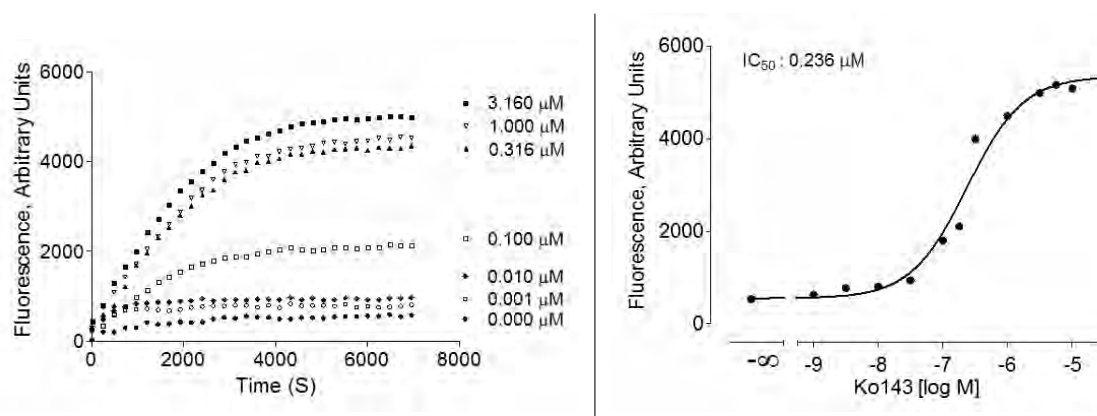 Fluorescence, Arbitrary Units
6000
4000
2000
0
0
2000
4000
6000
8000
Time (S)
3.160 μM
1.000 μM
0.316 μM
0.100 μM
0.010 μM
0.001 μM
0.000 μM
Fluorescence, Arbitrary Units
6000
4000
2000
0
IC50 : 0.236 μM
-∞
-9
-8
-7
-6
-5
Ko143 [log M]